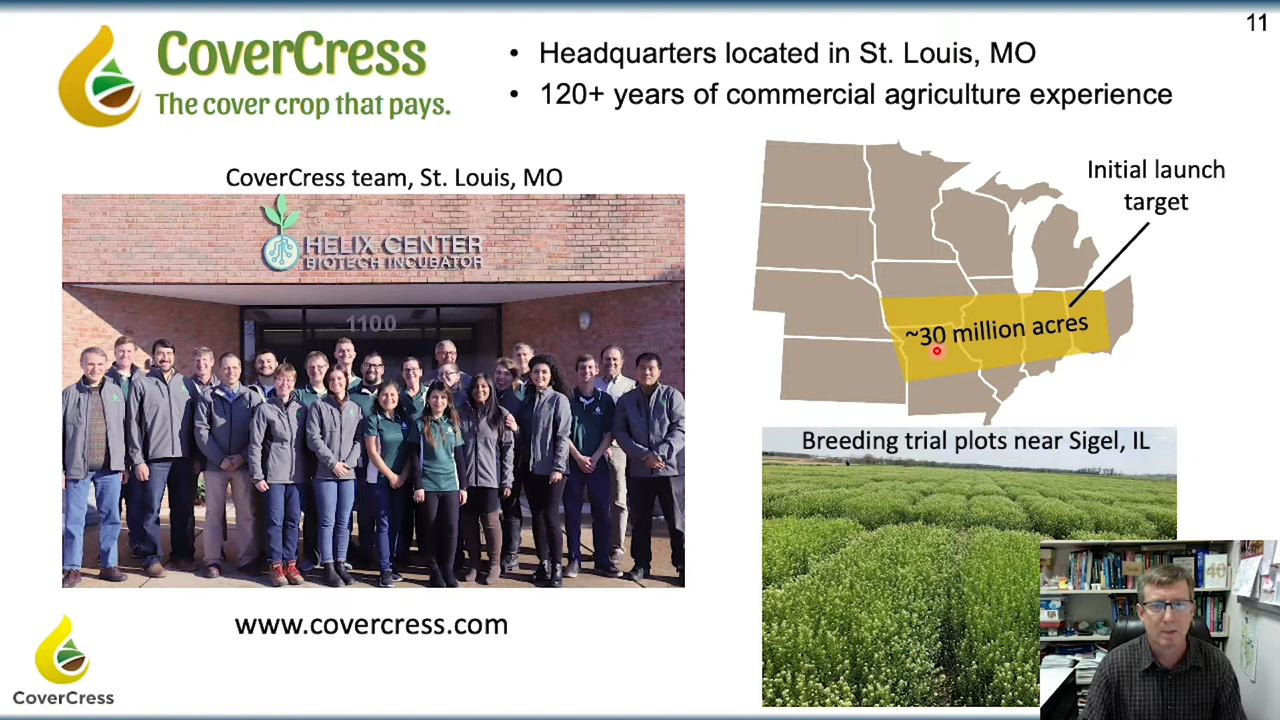 11
CoverCress
The cover crop that pays.
• Headquarters located in St. Louis, MO
• 120+ years of commercial agriculture experience
CoverCress team, St. Louis, MO
HELIX CENTER
BIOTECH INCUBATOR
1100
Initial launch
target
~30 million acres
Breeding trial plots near Sigel, IL
40
www.covercress.com
CoverCress